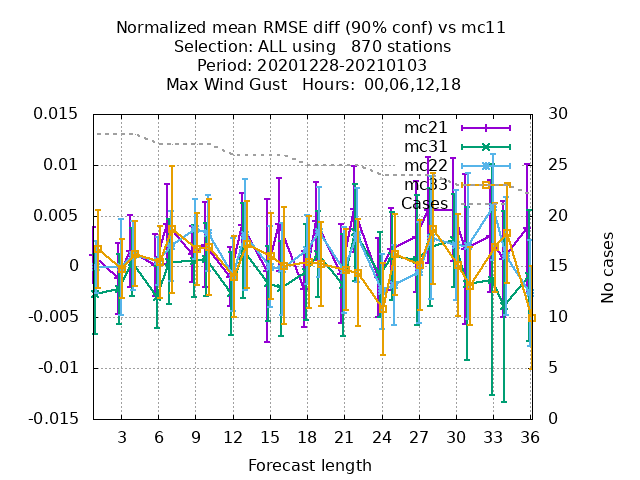 Normalized mean RMSE diff (90% conf) vs mc11
Selection: ALL using   870 stations
Period: 20201228-20210103
Max Wind Gust   Hours: 00,06,12,18
0.015
0.01
0.005
0
-0.005
-0.01
-0.015
30
25
20
15
10
5
0
mc21
mc31
mc22
mc33
Cases
No cases
3 6 9 12 15 18 21 24 27 30 33 36
Forecast length